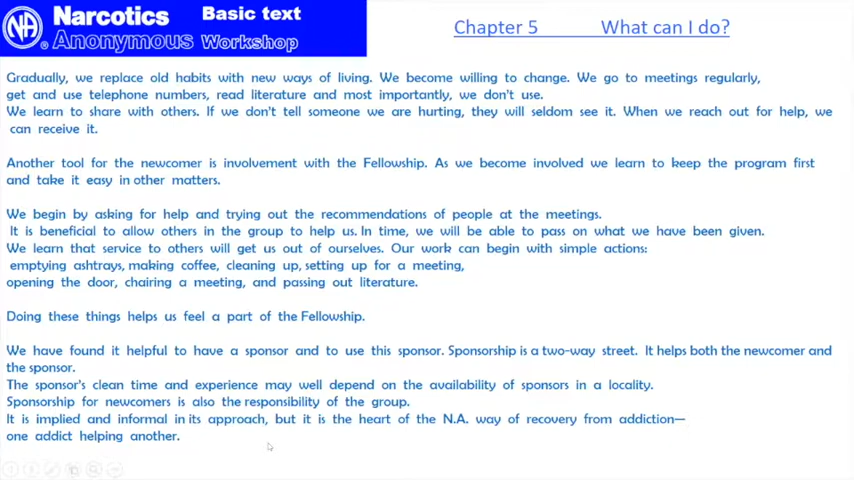 Narcotics Anonymous
Basic text Workshop
NA
Chapter 5 What can I do?
Gradually, we replace old habits with new ways of living. We become willing to change. We go to meetings regularly,
get and use telephone numbers, read literature and most importantly, we don't use.
We learn to share with others. If we don't tell someone we are hurting, they will seldom see it. When we reach out for help, we
can receive it.
Another tool for the newcomer is involvement with the Fellowship. As we become involved we learn to keep the program first
and take it easy in other matters.
We begin by asking for help and trying out the recommendations of people at the meetings.
It is beneficial to allow others in the group to help us. In time, we will be able to pass on what we have been given.
We learn that service to others will get us out of ourselves. Our work can begin with simple actions:
emptying ashtrays, making coffee, cleaning up, setting up for a meeting,
opening the door, chairing a meeting, and passing out literature.
Doing these things helps us feel a part of the Fellowship.
We have found it helpful to have a sponsor and to use this sponsor. Sponsorship is a two-way street. It helps both the newcomer and
the sponsor.
The sponsor's clean time and experience may well depend on the availability of sponsors in a locality.
Sponsorship for newcomers is also the responsibility of the group.
It is implied and informal in its approach, but it is the heart of the N.A. way of recovery from addiction—
one addict helping another.